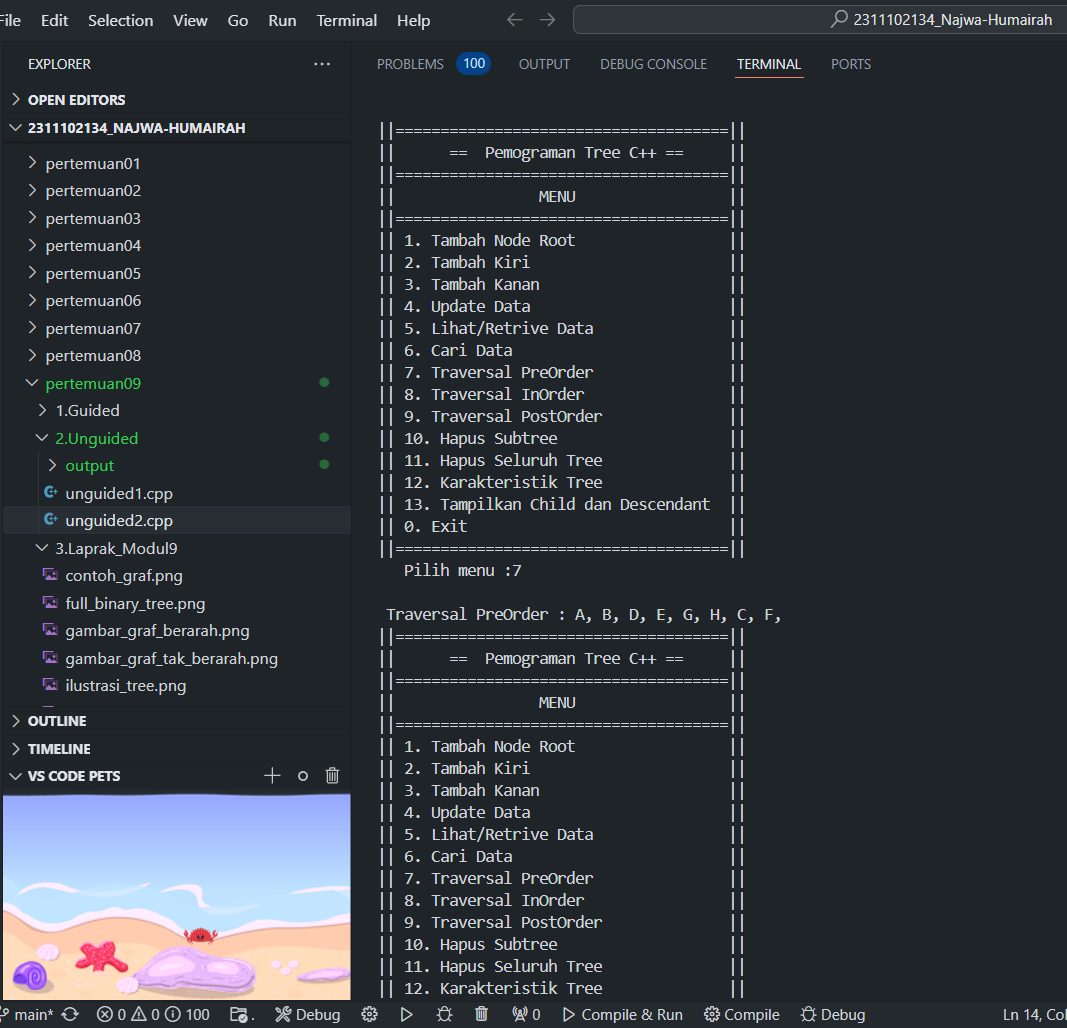 File Edit Selection View Go Run Terminal Help
2311102134_Najwa-Humairah
EXPLORER
OPEN EDITORS
2311102134_NAJWA-HUMAIRAH
pertemuan01
pertemuan02
pertemuan03
pertemuan04
pertemuan05
pertemuan06
pertemuan07
pertemuan08
pertemuan09
1.Guided
2.Unguided
output
unguided1.cpp
unguided2.cpp
3.Laprak_Modul9
contoh_graf.png
full_binary_tree.png
gambar_graf_berarah.png
gambar_graf_tak_berarah.png
ilustrasi_tree.png
OUTLINE
TIMELINE
VS CODE PETS
PROBLEMS 100 OUTPUT DEBUG CONSOLE TERMINAL PORTS
||=====================================||
||      ==  Pemograman Tree C++ ==     ||
||=====================================||
||                MENU                 ||
||=====================================||
|| 1. Tambah Node Root                 ||
|| 2. Tambah Kiri                      ||
|| 3. Tambah Kanan                     ||
|| 4. Update Data                      ||
|| 5. Lihat/Retrive Data               ||
|| 6. Cari Data                        ||
|| 7. Traversal PreOrder               ||
|| 8. Traversal InOrder                ||
|| 9. Traversal PostOrder              ||
|| 10. Hapus Subtree                   ||
|| 11. Hapus Seluruh Tree              ||
|| 12. Karakteristik Tree              ||
|| 13. Tampilkan Child dan Descendant  ||
|| 0. Exit                             ||
||=====================================||
Pilih menu :7
Traversal PreOrder : A, B, D, E, G, H, C, F,
||=====================================||
||      ==  Pemograman Tree C++ ==     ||
||=====================================||
||                MENU                 ||
||=====================================||
|| 1. Tambah Node Root                 ||
|| 2. Tambah Kiri                      ||
|| 3. Tambah Kanan                     ||
|| 4. Update Data                      ||
|| 5. Lihat/Retrive Data               ||
|| 6. Cari Data                        ||
|| 7. Traversal PreOrder               ||
|| 8. Traversal InOrder                ||
|| 9. Traversal PostOrder              ||
|| 10. Hapus Subtree                   ||
|| 11. Hapus Seluruh Tree              ||
|| 12. Karakteristik Tree              ||
main* 0 0 100 . Debug 0 Compile & Run Compile Debug Ln 14, Col